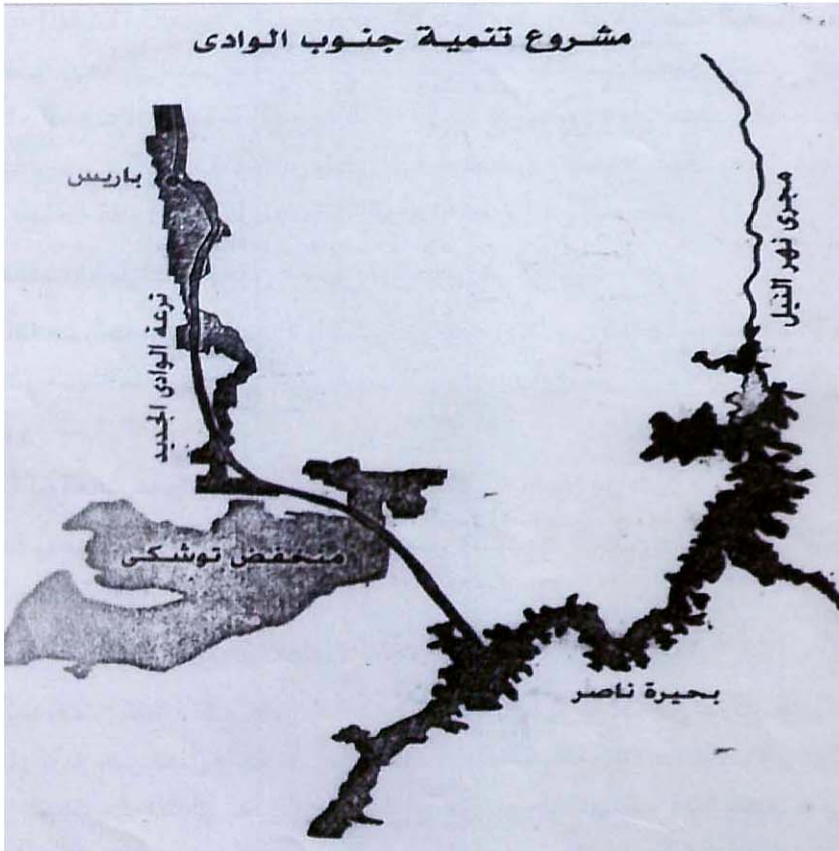 مشروع تنمية جنوب الوادى
باريس
مجرى نهر النيل
ترعة الوادى الجديد
منخفض توشكى
بحيرة ناصر